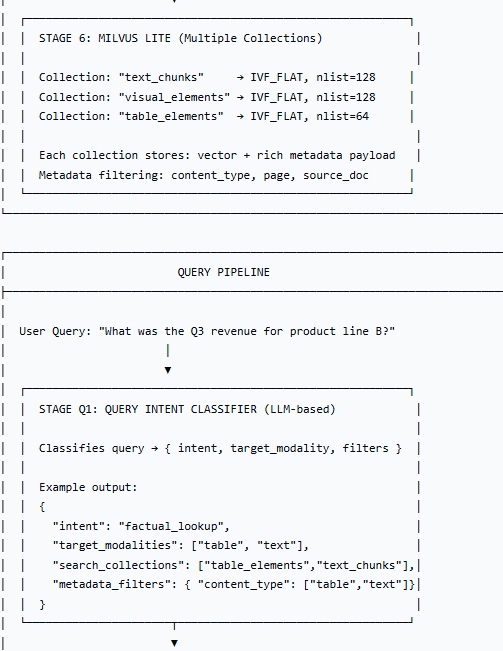 STAGE 6: MILVUS LITE (Multiple Collections)
Collection: "text_chunks" → IVF_FLAT, nlist=128
Collection: "visual_elements" → IVF_FLAT, nlist=128
Collection: "table_elements" → IVF_FLAT, nlist=64
Each collection stores: vector + rich metadata payload
Metadata filtering: content_type, page, source_doc
QUERY PIPELINE
User Query: "What was the Q3 revenue for product line B?"
STAGE Q1: QUERY INTENT CLASSIFIER (LLM-based)
Classifies query → { intent, target_modality, filters }
Example output:
{
"intent": "factual_lookup",
"target_modalities": ["table", "text"],
"search_collections": ["table_elements","text_chunks"],
"metadata_filters": { "content_type": ["table","text"]}
}